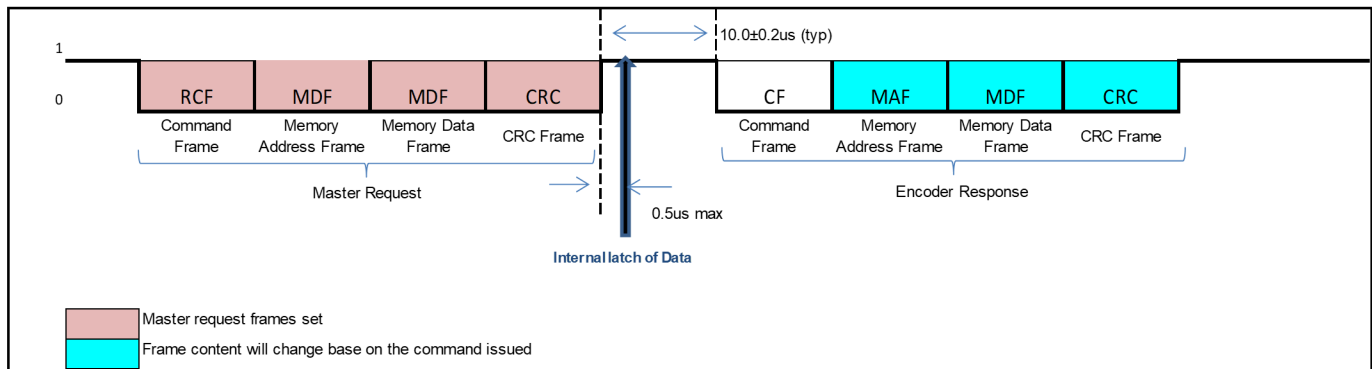 10.0±0.2us (typ)
1
0
RCF
MDF
MDF
CRC
CF
MAF
MDF
CRC
Command
Frame
Memory
Address Frame
Memory Data
Frame
CRC Frame
Command
Frame
Memory
Address Frame
Memory Data
Frame
CRC Frame
Master Request
Encoder Response
0.5us max
Internal latch of Data
Master request frames set
Frame content will change base on the command issued